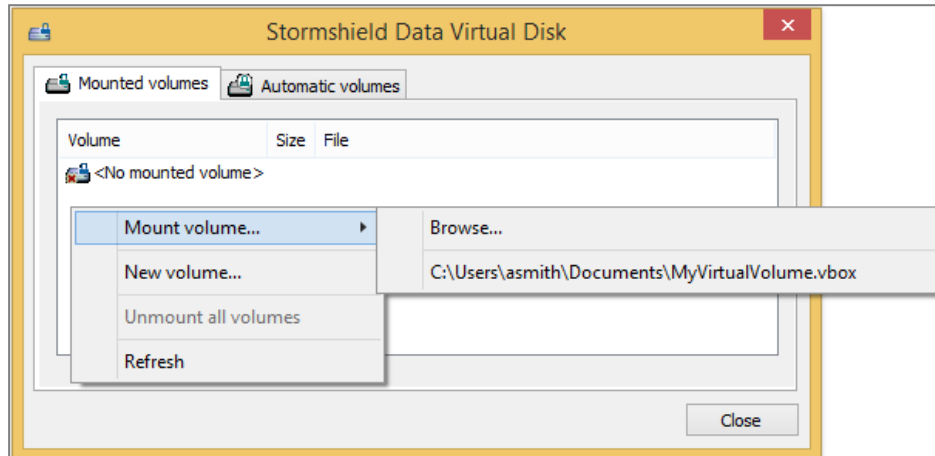 Stormshield Data Virtual Disk
Mounted volumes Automatic volumes
Volume Size File
<No mounted volume>
Mount volume... Browse...
New volume... C:\Users\asmith\Documents\MyVirtualVolume.vbox
Unmount all volumes
Refresh
Close